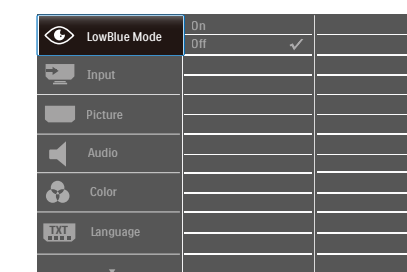 LowBlue Mode
On
Off
Input
Picture
Audio
Color
TXT
Language